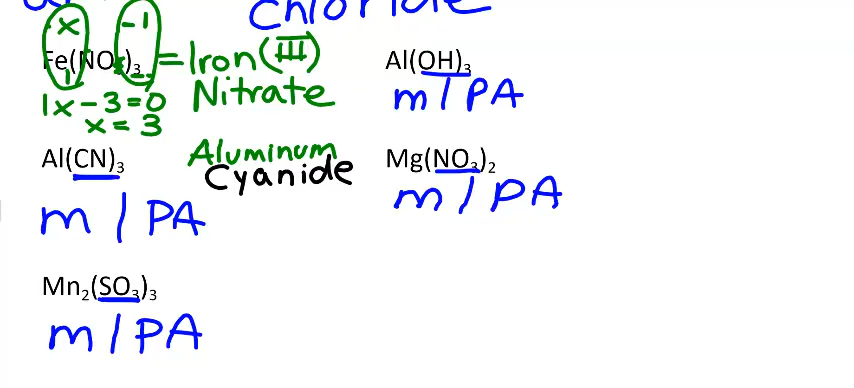 Chloride
x -1
Fe(NO₃)₃ = Iron (III)
Nitrate
1x - 3 = 0
x = 3
Al(OH)₃
m / PA
Al(CN)₃ Aluminum
Cyanide
m / PA
Mg(NO₃)₂
m / PA
Mn₂(SO₃)₃
m / PA